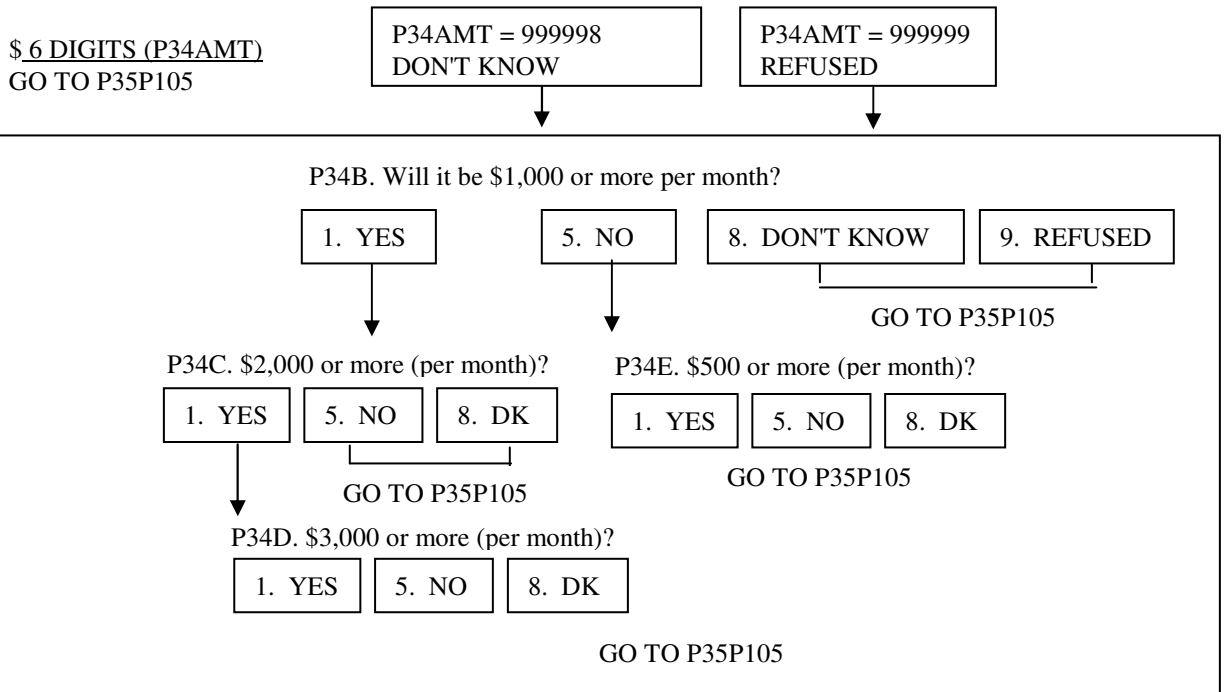 $ 6 DIGITS (P34AMT)
GO TO P35P105
P34AMT = 999998
DON'T KNOW
P34AMT = 999999
REFUSED
P34B. Will it be $1,000 or more per month?
1. YES
5. NO
8. DON'T KNOW
9. REFUSED
GO TO P35P105
P34C. $2,000 or more (per month)?
1. YES
5. NO
8. DK
GO TO P35P105
P34E. $500 or more (per month)?
1. YES
5. NO
8. DK
GO TO P35P105
P34D. $3,000 or more (per month)?
1. YES
5. NO
8. DK
GO TO P35P105